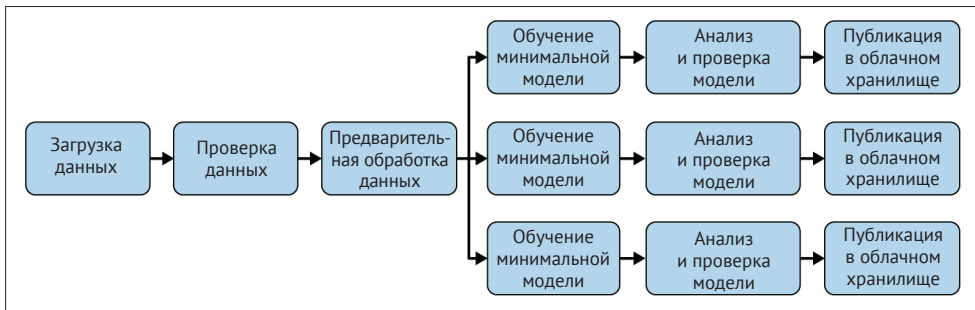 Загрузка
данных
Проверка
данных
Предваритель-
ная обработка
данных
Обучение
минимальной
модели
Анализ
и проверка
модели
Публикация
в облачном
хранилище
Обучение
минимальной
модели
Анализ
и проверка
модели
Публикация
в облачном
хранилище
Обучение
минимальной
модели
Анализ
и проверка
модели
Публикация
в облачном
хранилище